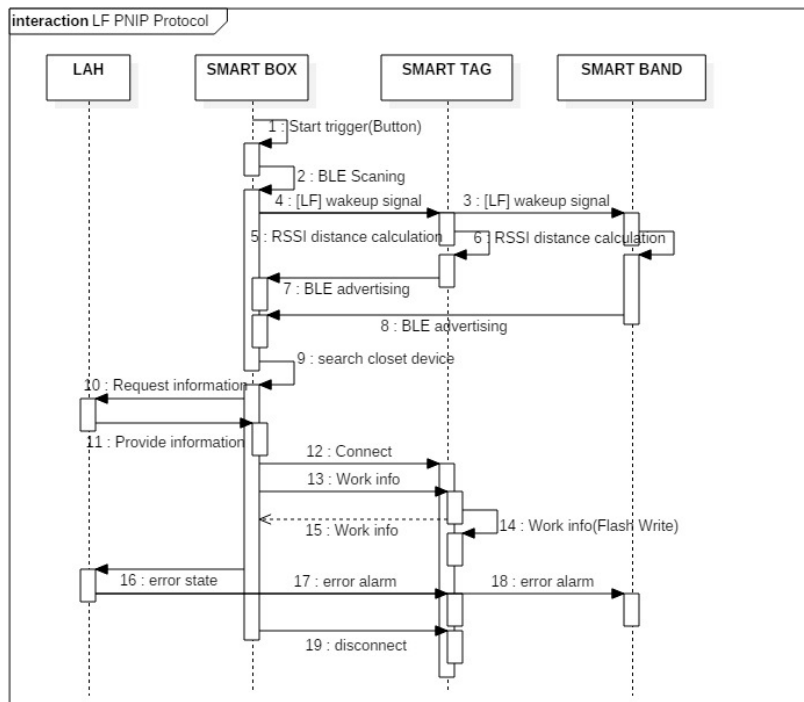 interaction LF PNIP Protocol
LAH
SMART BOX
SMART TAG
SMART BAND
1 : Start trigger(Button)
2 : BLE Scaning
4 : [LF] wakeup signal
3 : [LF] wakeup signal
5 : RSSI distance calculation
6 : RSSI distance calculation
7 : BLE advertising
8 : BLE advertising
9 : search closet device
10 : Request information
11 : Provide information
12 : Connect
13 : Work info
14 : Work info(Flash Write)
15 : Work info
16 : error state
17 : error alarm
18 : error alarm
19 : disconnect